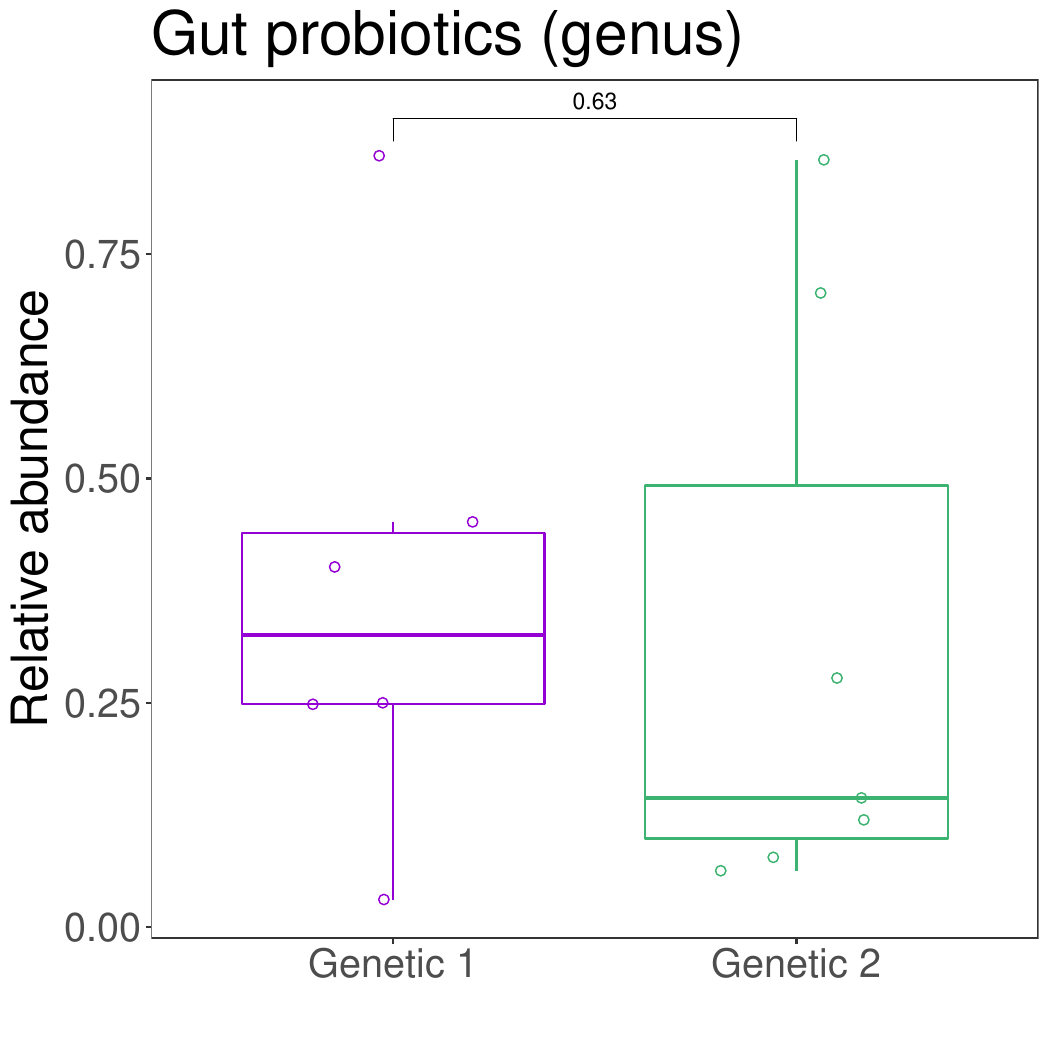 Gut probiotics (genus)
0.63
Relative abundance
0.75
0.50
0.25
0.00
Genetic 1
Genetic 2